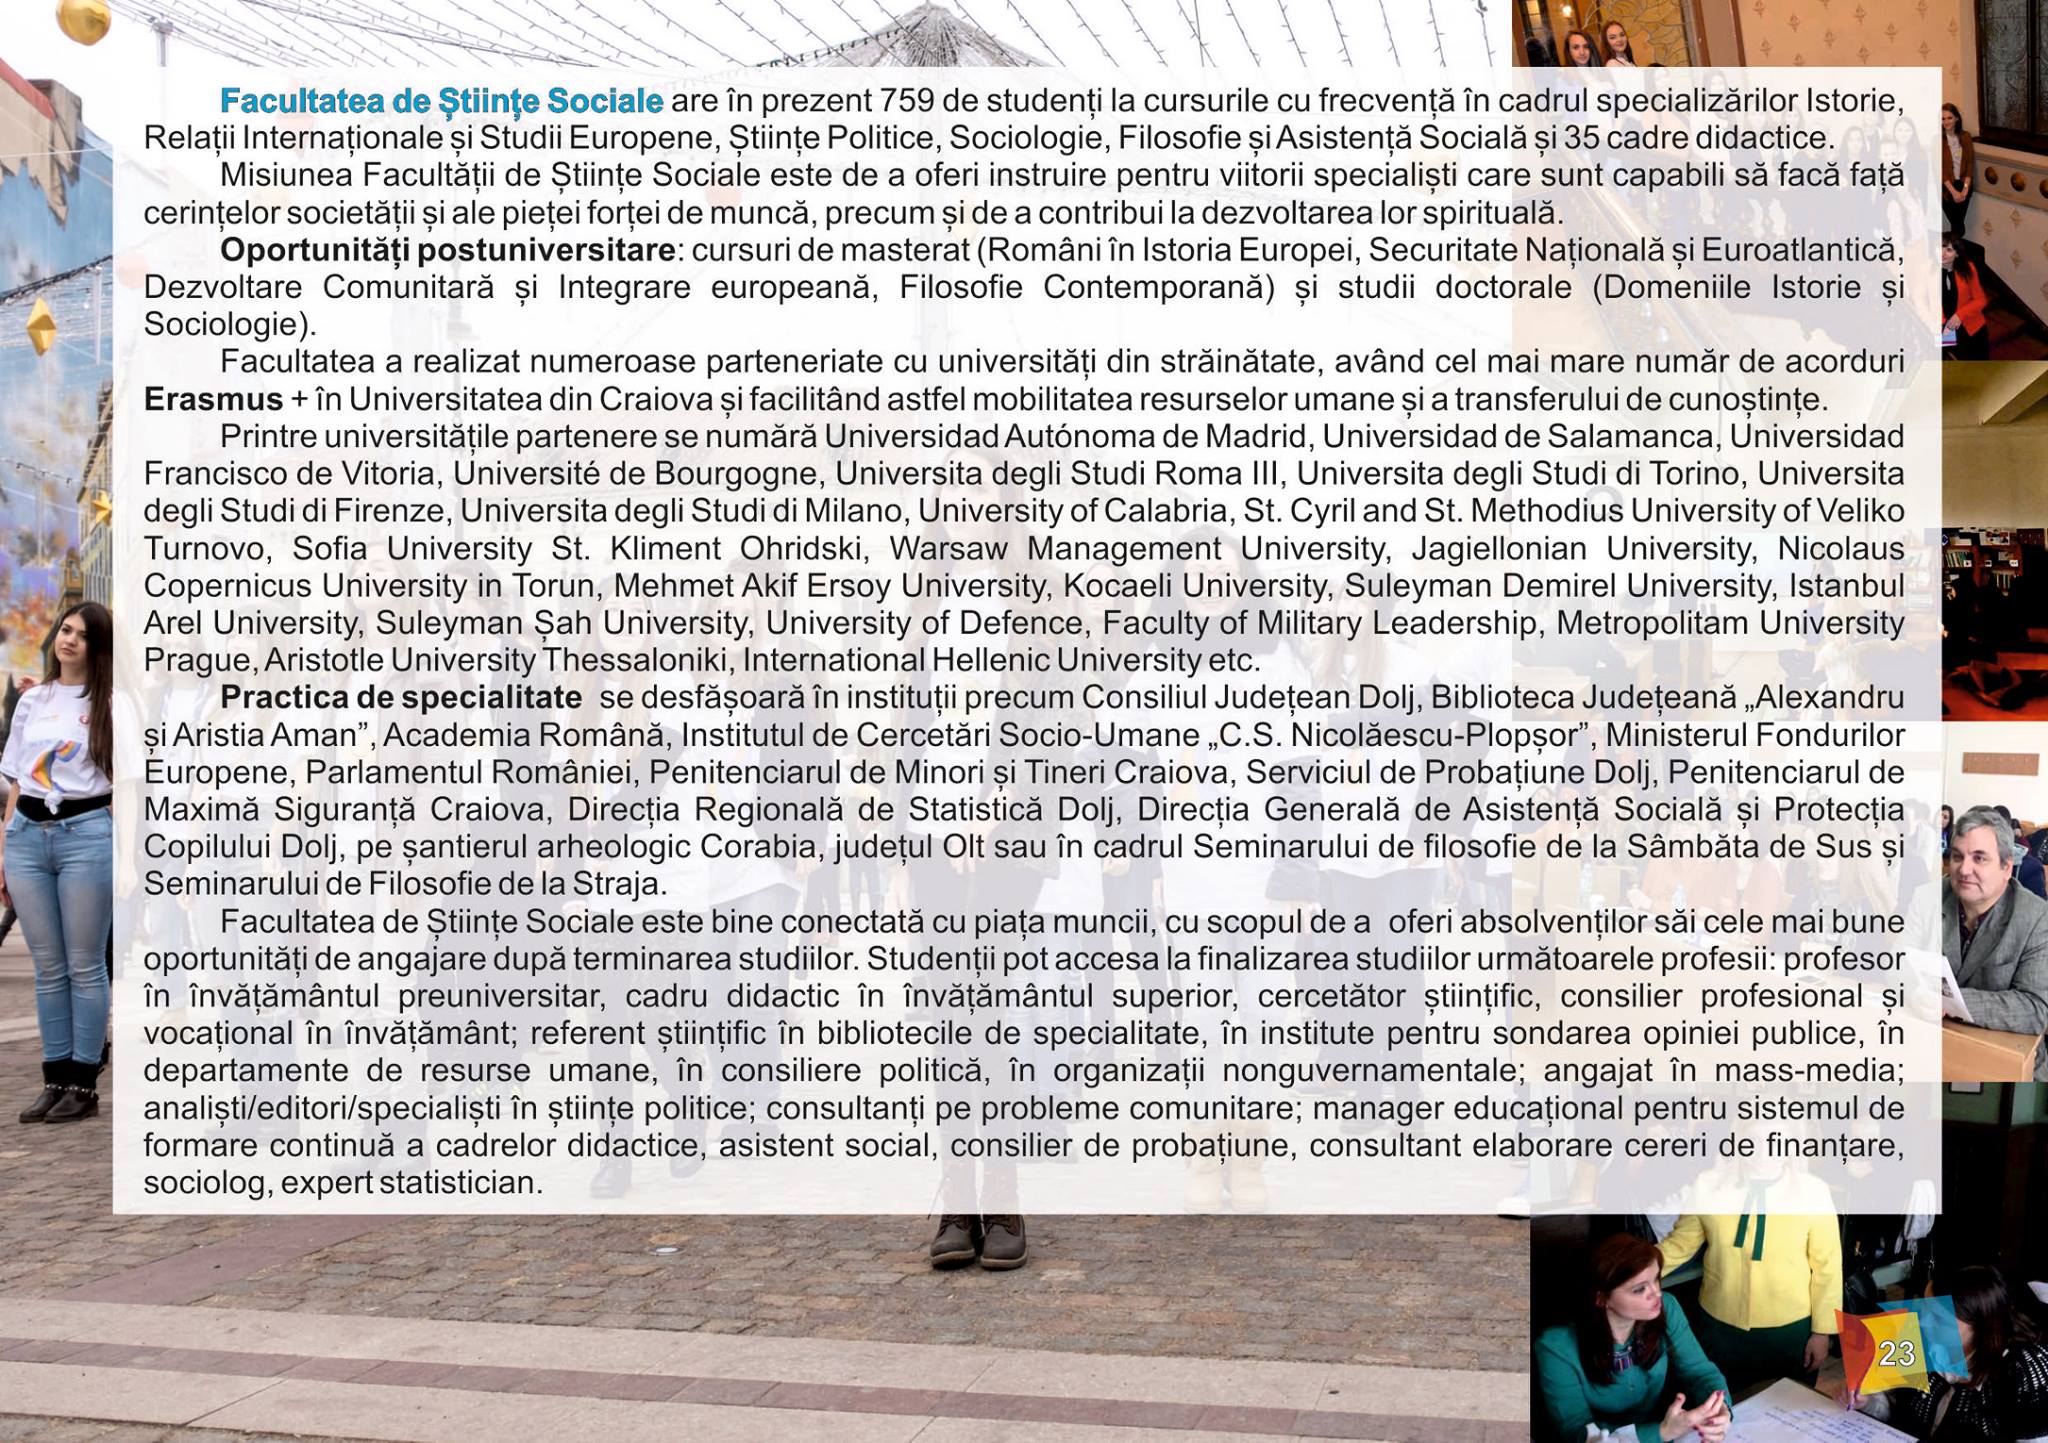 Facultatea de Științe Sociale are în prezent 759 de studenți la cursurile cu frecvență în cadrul specializărilor Istorie,
Relații Internaționale și Studii Europene, Științe Politice, Sociologie, Filosofie și Asistență Socială și 35 cadre didactice.
Misiunea Facultății de Științe Sociale este de a oferi instruire pentru viitorii specialiști care sunt capabili să facă față
cerințelor societății și ale pieței forței de muncă, precum și de a contribui la dezvoltarea lor spirituală.
Oportunități postuniversitare: cursuri de masterat (Români în Istoria Europei, Securitate Națională și Euroatlantică,
Dezvoltare Comunitară și Integrare europeană, Filosofie Contemporană) și studii doctorale (Domeniile Istorie și
Sociologie).
Facultatea a realizat numeroase parteneriate cu universități din străinătate, având cel mai mare număr de acorduri
Erasmus + în Universitatea din Craiova și facilitând astfel mobilitatea resurselor umane și a transferului de cunoștințe.
Printre universitățile partenere se numără Universidad Autónoma de Madrid, Universidad de Salamanca, Universidad
Francisco de Vitoria, Université de Bourgogne, Universita degli Studi Roma III, Universita degli Studi di Torino, Universita
degli Studi di Firenze, Universita degli Studi di Milano, University of Calabria, St. Cyril and St. Methodius University of Veliko
Turnovo, Sofia University St. Kliment Ohridski, Warsaw Management University, Jagiellonian University, Nicolaus
Copernicus University in Torun, Mehmet Akif Ersoy University, Kocaeli University, Suleyman Demirel University, Istanbul
Arel University, Suleyman Șah University, University of Defence, Faculty of Military Leadership, Metropolitam University
Prague, Aristotle University Thessaloniki, International Hellenic University etc.
Practica de specialitate se desfășoară în instituții precum Consiliul Județean Dolj, Biblioteca Județeană „Alexandru
și Aristia Aman”, Academia Română, Institutul de Cercetări Socio-Umane „C.S. Nicolăescu-Plopșor”, Ministerul Fondurilor
Europene, Parlamentul României, Penitenciarul de Minori și Tineri Craiova, Serviciul de Probațiune Dolj, Penitenciarul de
Maximă Siguranță Craiova, Direcția Regională de Statistică Dolj, Direcția Generală de Asistență Socială și Protecția
Copilului Dolj, pe șantierul arheologic Corabia, județul Olt sau în cadrul Seminarului de filosofie de la Sâmbăta de Sus și
Seminarului de Filosofie de la Straja.
Facultatea de Științe Sociale este bine conectată cu piața muncii, cu scopul de a oferi absolvenților săi cele mai bune
oportunități de angajare după terminarea studiilor. Studenții pot accesa la finalizarea studiilor următoarele profesii: profesor
în învățământul preuniversitar, cadru didactic în învățământul superior, cercetător științific, consilier profesional și
vocațional în învățământ; referent științific în bibliotecile de specialitate, în institute pentru sondarea opiniei publice, în
departamente de resurse umane, în consiliere politică, în organizații nonguvernamentale; angajat în mass-media;
analiști/editori/specialiști în științe politice; consultanți pe probleme comunitare; manager educațional pentru sistemul de
formare continuă a cadrelor didactice, asistent social, consilier de probațiune, consultant elaborare cereri de finanțare,
sociolog, expert statistician.
23